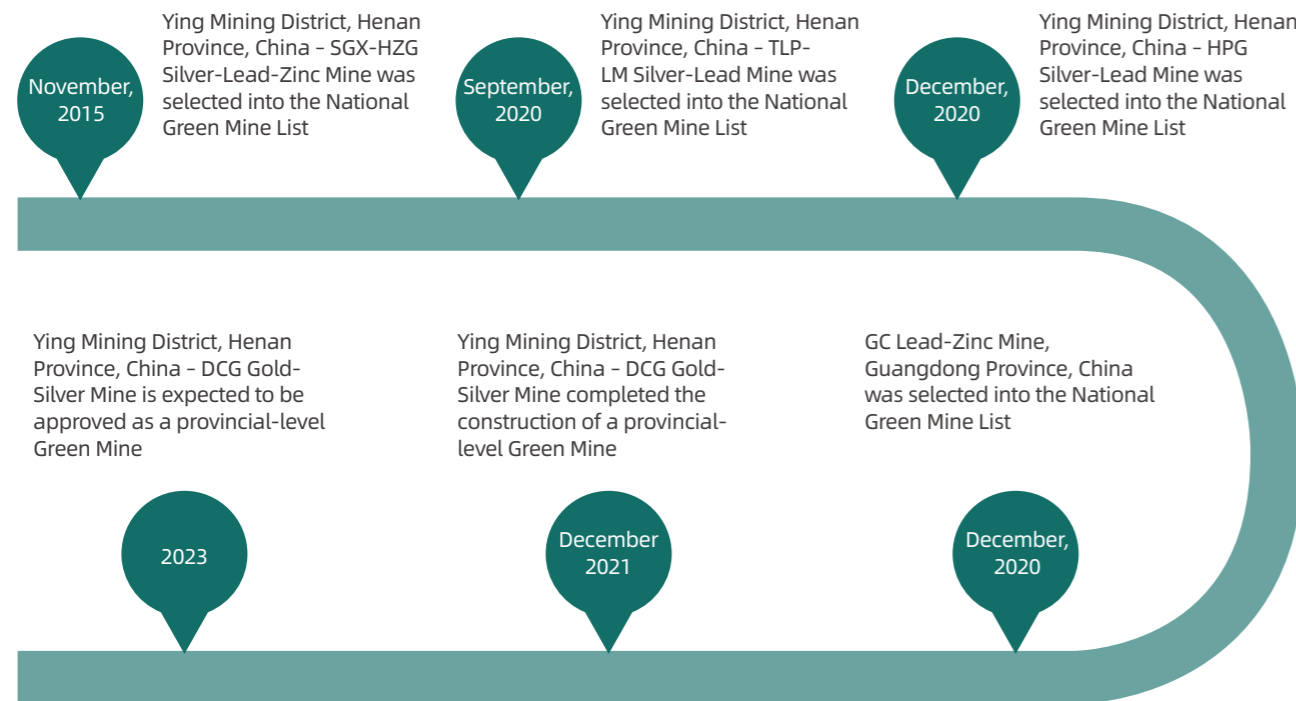 November,
2015
Ying Mining District, Henan
Province, China – SGX-HZG
Silver-Lead-Zinc Mine was
selected into the National
Green Mine List
September,
2020
Ying Mining District, Henan
Province, China – TLP-
LM Silver-Lead Mine was
selected into the National
Green Mine List
December,
2020
Ying Mining District, Henan
Province, China – HPG
Silver-Lead Mine was
selected into the National
Green Mine List
GC Lead-Zinc Mine,
Guangdong Province, China
was selected into the National
Green Mine List
December,
2020
Ying Mining District, Henan
Province, China – DCG Gold-
Silver Mine completed the
construction of a provincial-
level Green Mine
December
2021
Ying Mining District, Henan
Province, China – DCG Gold-
Silver Mine is expected to be
approved as a provincial-level
Green Mine
2023